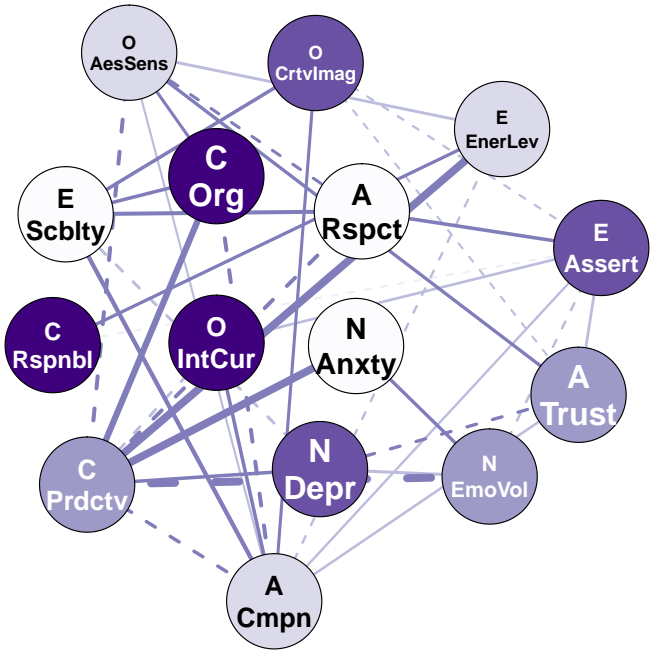 O
AesSens
O
CrtvImag
E
EnerLev
C
Org
E
Scblty
A
Rspct
E
Assert
C
Rspnbl
O
IntCur
N
Anxty
A
Trust
C
Prdctv
N
Depr
N
EmoVol
A
Cmpn